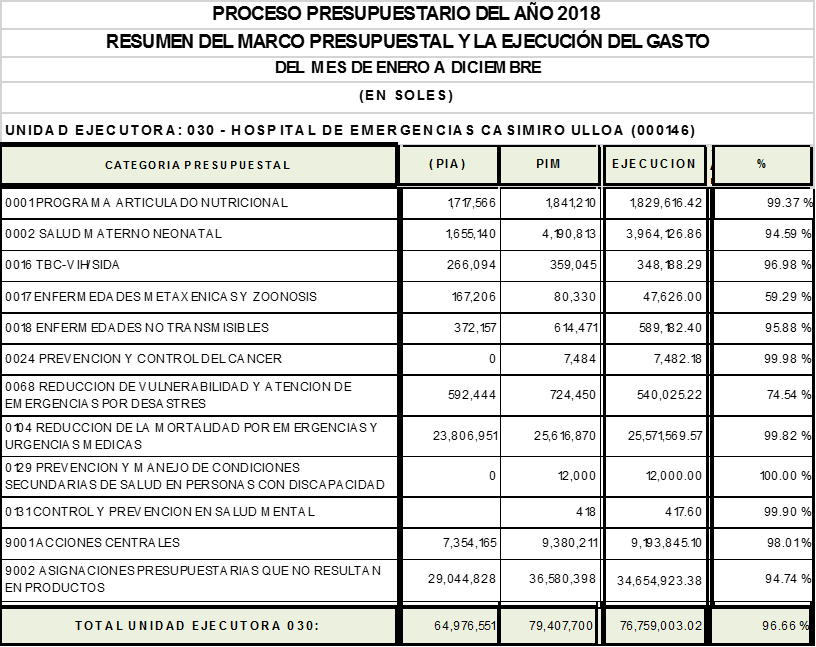 PROCESO PRESUPUESTARIO DEL AÑO 2018
RESUMEN DEL MARCO PRESUPUESTAL Y LA EJECUCIÓN DEL GASTO
DEL MES DE ENERO A DICIEMBRE
(EN SOLES)
UNIDAD EJECUTORA: 030 - HOSPITAL DE EMERGENCIAS CASIMIRO ULLOA (000146)
CATEGORIA PRESUPUESTAL (PIA) PIM EJECUCION %
0001 PROGRAMA ARTICULADO NUTRICIONAL 1,717,566 1,841,210 1,829,616.42 99.37 %
0002 SALUD MATERNO NEONATAL 1,655,140 4,190,813 3,964,126.86 94.59 %
0016 TBC-VIH/SIDA 266,094 359,045 348,188.29 96.98 %
0017 ENFERMEDADES METAXENICAS Y ZOONOSIS 167,206 80,330 47,626.00 59.29 %
0018 ENFERMEDADES NO TRANSMISIBLES 372,157 614,471 589,182.40 95.88 %
0024 PREVENCION Y CONTROL DEL CANCER 0 7,484 7,482.18 99.98 %
0068 REDUCCION DE VULNERABILIDAD Y ATENCION DE
EMERGENCIAS POR DESASTRES 592,444 724,450 540,025.22 74.54 %
0104 REDUCCION DE LA MORTALIDAD POR EMERGENCIAS Y
URGENCIAS MEDICAS 23,806,951 25,616,870 25,571,569.57 99.82 %
0129 PREVENCION Y MANEJO DE CONDICIONES
SECUNDARIAS DE SALUD EN PERSONAS CON DISCAPACIDAD 0 12,000 12,000.00 100.00 %
0131 CONTROL Y PREVENCION EN SALUD MENTAL 418 417.60 99.90 %
9001 ACCIONES CENTRALES 7,354,165 9,380,211 9,193,845.10 98.01 %
9002 ASIGNACIONES PRESUPUESTARIAS QUE NO RESULTAN
EN PRODUCTOS 29,044,828 36,580,398 34,654,923.38 94.74 %
TOTAL UNIDAD EJECUTORA 030: 64,976,551 79,407,700 76,759,003.02 96.66 %